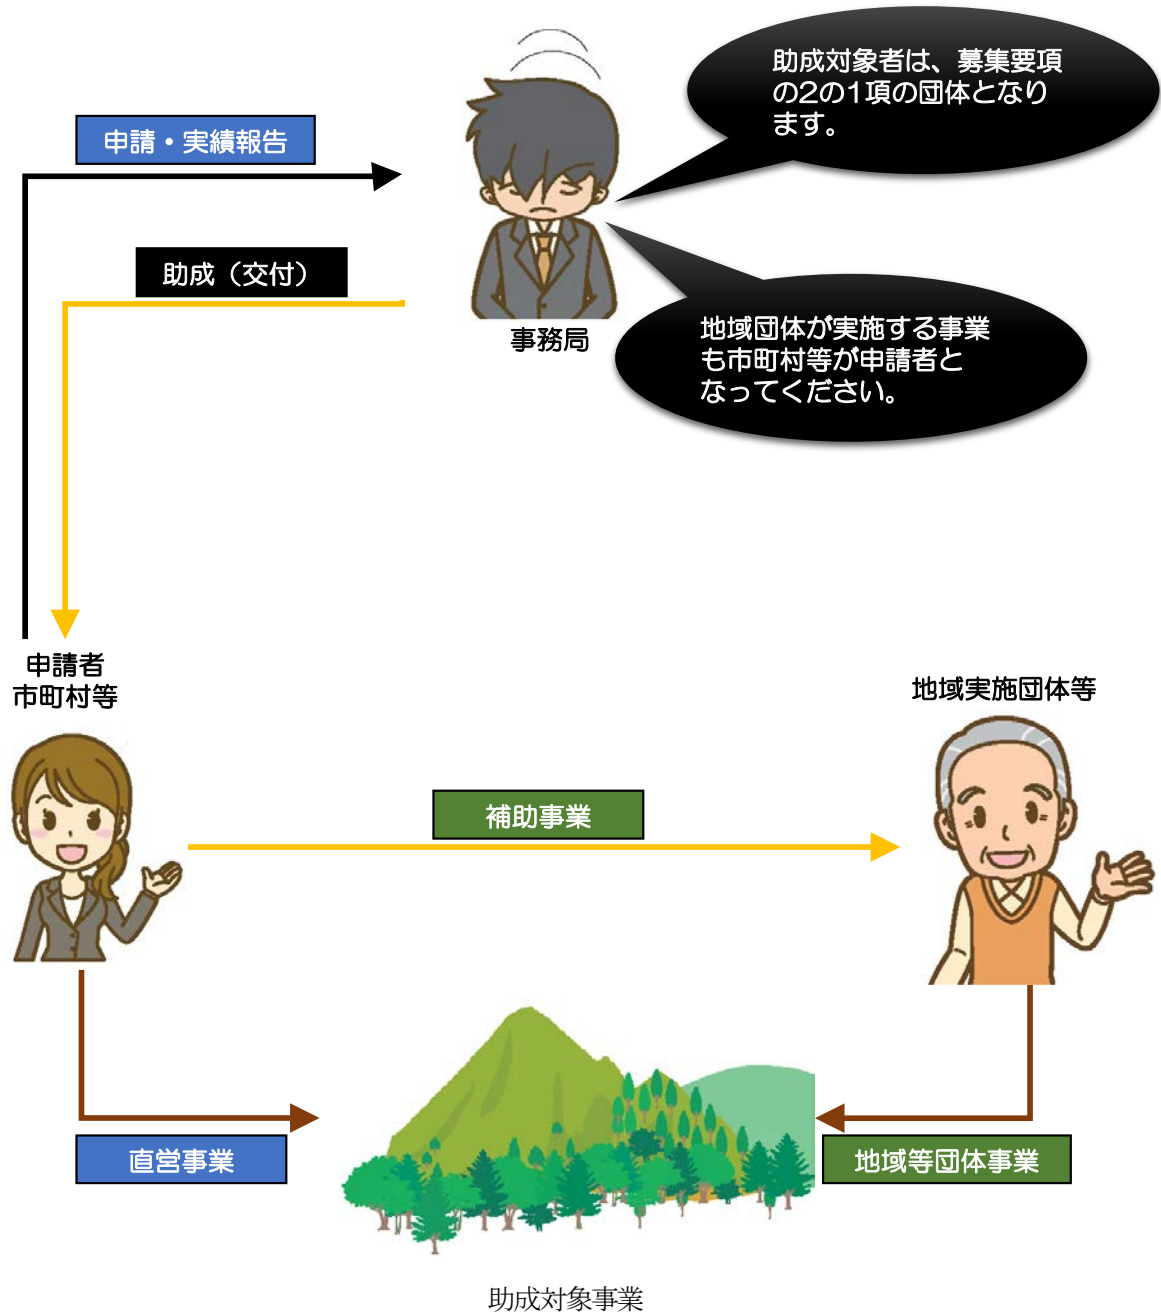 助成対象者は、募集要項
の2の1項の団体となり
ます。
申請・実績報告
助成（交付）
事務局
地域団体が実施する事業
も市町村等が申請者と
なってください。
申請者
市町村等
地域実施団体等
補助事業
直営事業
地域等団体事業
助成対象事業